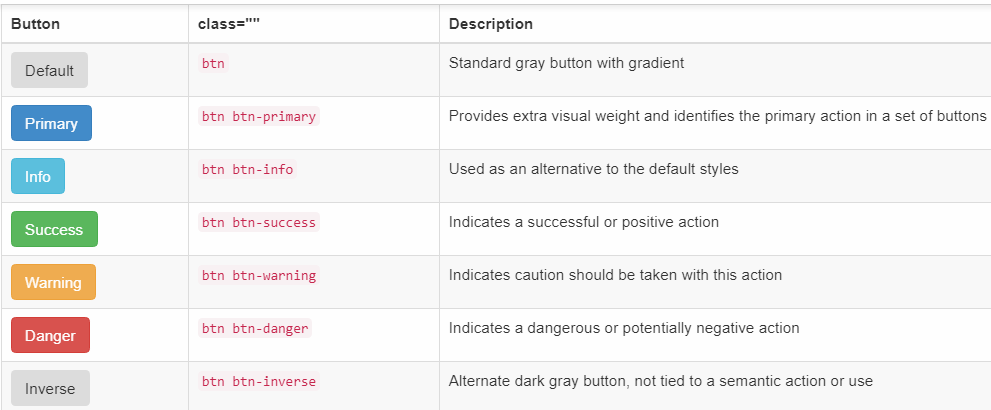 Button class="" Description
Default btn Standard gray button with gradient
Primary btn btn-primary Provides extra visual weight and identifies the primary action in a set of buttons
Info btn btn-info Used as an alternative to the default styles
Success btn btn-success Indicates a successful or positive action
Warning btn btn-warning Indicates caution should be taken with this action
Danger btn btn-danger Indicates a dangerous or potentially negative action
Inverse btn btn-inverse Alternate dark gray button, not tied to a semantic action or use